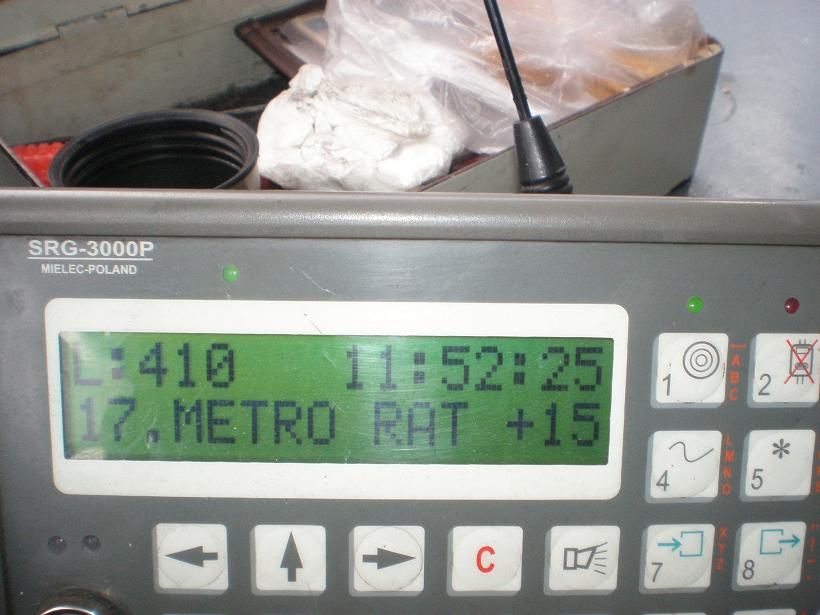 SRG-3000P
MIELEC-POLAND
L:410 11:52:25
17.METRO RAT +15
1 ABC
2
4 LMNO
5 *
C
7 XYZ
8